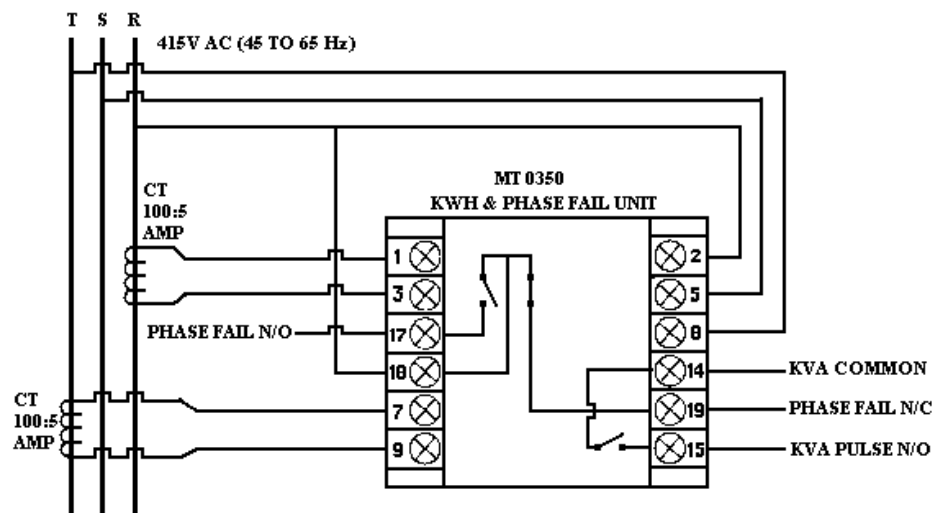 T S R
415V AC (45 TO 65 Hz)
MT 0350
KWH & PHASE FAIL UNIT
CT
100:5
AMP
1
3
PHASE FAIL N/O
17
18
CT
100:5
AMP
7
9
2
5
8
14
KVA COMMON
19
PHASE FAIL N/C
15
KVA PULSE N/O